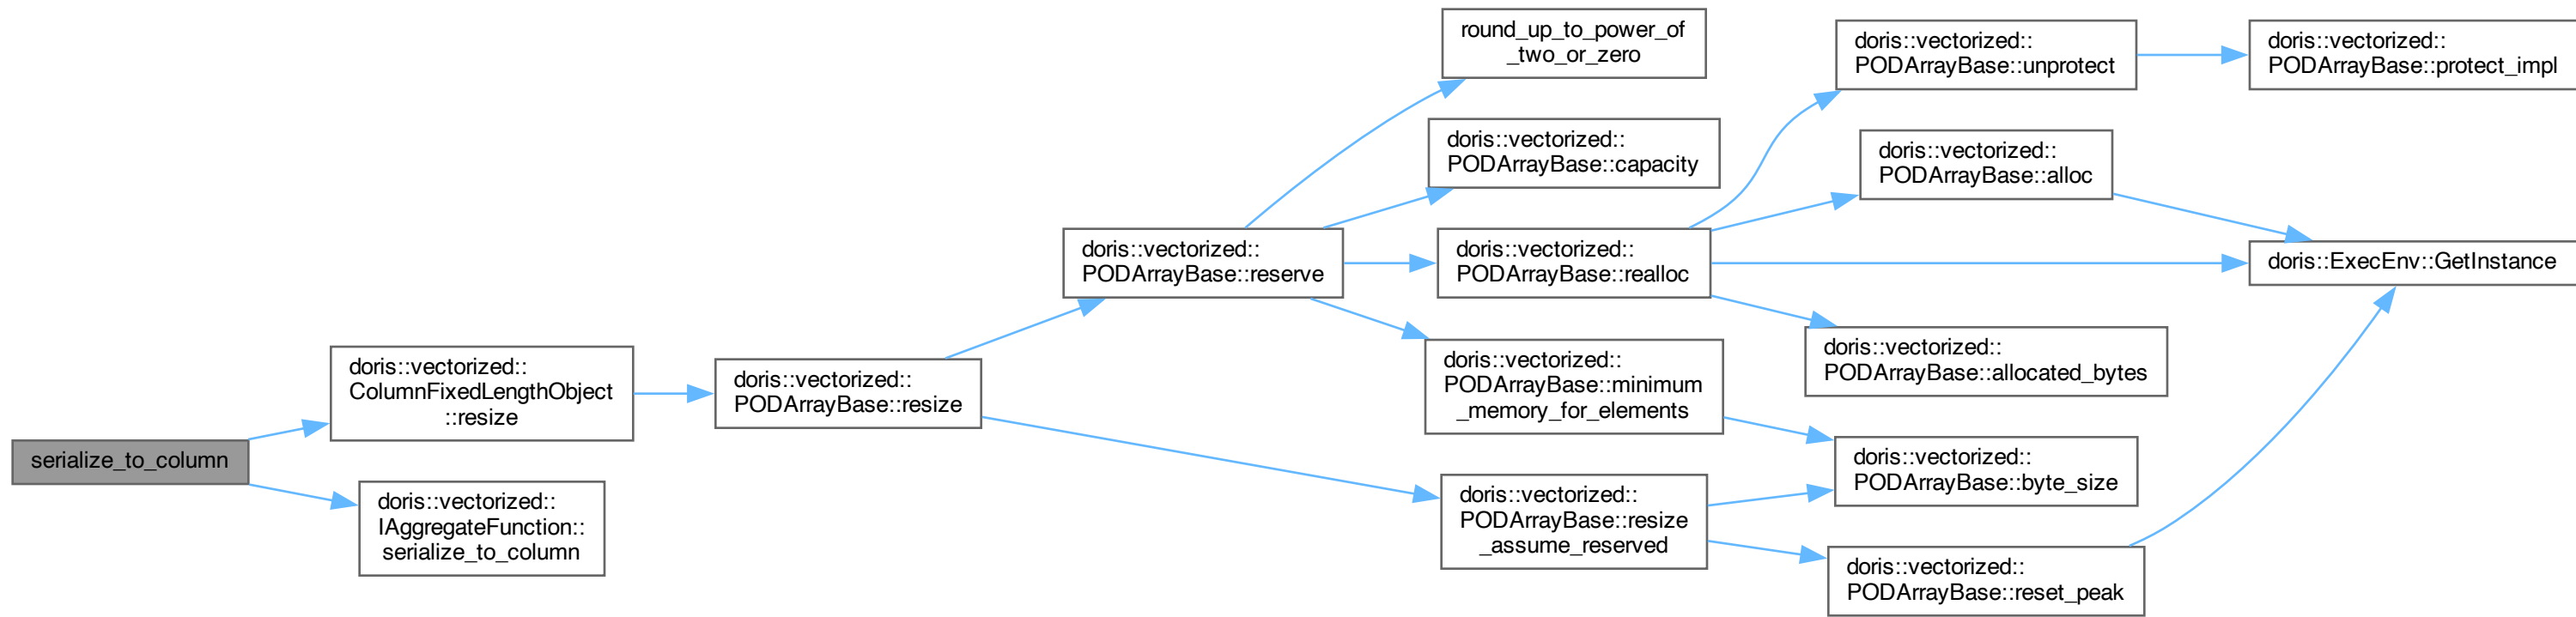 serialize_to_column
doris::vectorized::
ColumnFixedLengthObject
::resize
doris::vectorized::
IAggregateFunction::
serialize_to_column
doris::vectorized::
PODArrayBase::resize
doris::vectorized::
PODArrayBase::reserve
round_up_to_power_of
_two_or_zero
doris::vectorized::
PODArrayBase::capacity
doris::vectorized::
PODArrayBase::realloc
doris::vectorized::
PODArrayBase::minimum
_memory_for_elements
doris::vectorized::
PODArrayBase::resize
_assume_reserved
doris::vectorized::
PODArrayBase::unprotect
doris::vectorized::
PODArrayBase::alloc
doris::vectorized::
PODArrayBase::allocated_bytes
doris::vectorized::
PODArrayBase::byte_size
doris::vectorized::
PODArrayBase::reset_peak
doris::vectorized::
PODArrayBase::protect_impl
doris::ExecEnv::GetInstance